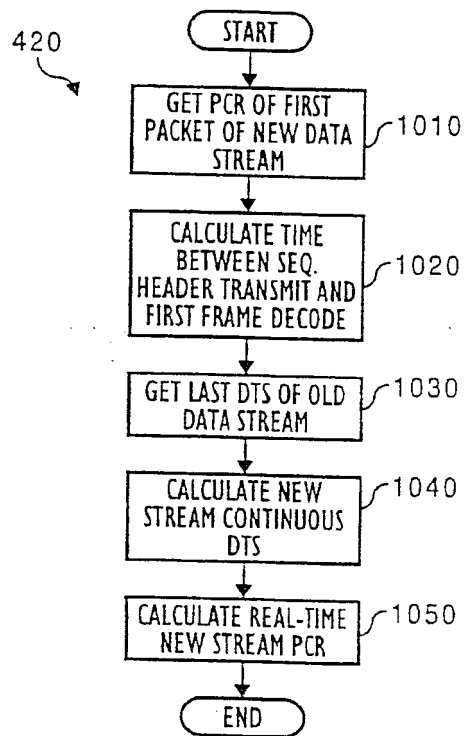 START
420
GET PCR OF FIRST
PACKET OF NEW DATA
STREAM
1010
CALCULATE TIME
BETWEEN SEQ.
HEADER TRANSMIT AND
FIRST FRAME DECODE
1020
GET LAST DTS OF OLD
DATA STREAM
1030
CALCULATE NEW
STREAM CONTINUOUS
DTS
1040
CALCULATE REAL-TIME
NEW STREAM PCR
1050
END